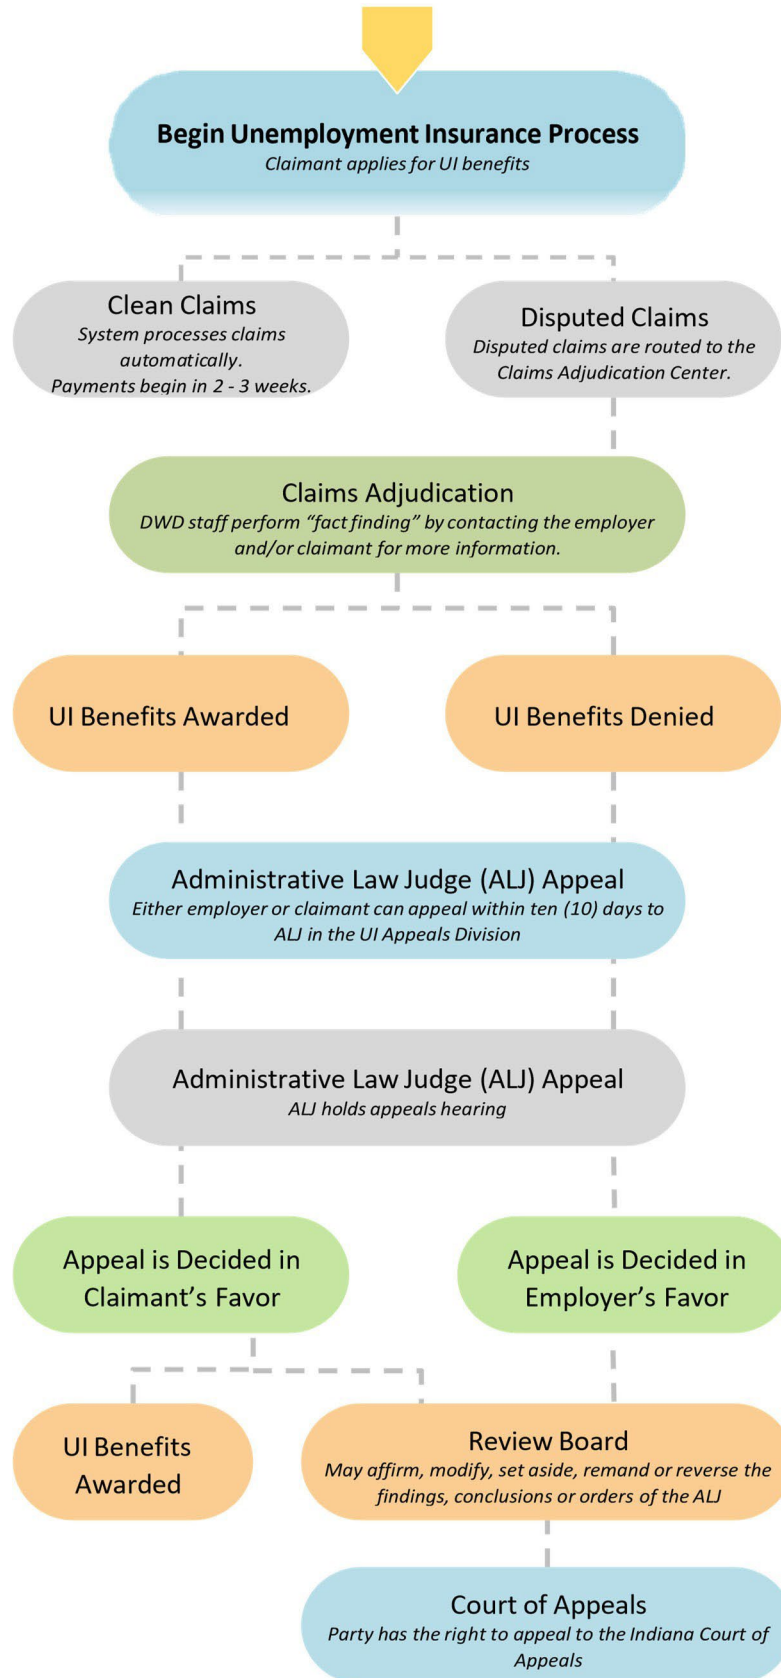 Begin Unemployment Insurance Process
Claimant applies for UI benefits
Clean Claims
System processes claims
automatically.
Payments begin in 2 - 3 weeks.
Disputed Claims
Disputed claims are routed to the
Claims Adjudication Center.
Claims Adjudication
DWD staff perform “fact finding” by contacting the employer
and/or claimant for more information.
UI Benefits Awarded
UI Benefits Denied
Administrative Law Judge (ALJ) Appeal
Either employer or claimant can appeal within ten (10) days to
ALJ in the UI Appeals Division
Administrative Law Judge (ALJ) Appeal
ALJ holds appeals hearing
Appeal is Decided in
Claimant’s Favor
Appeal is Decided in
Employer’s Favor
UI Benefits
Awarded
Review Board
May affirm, modify, set aside, remand or reverse the
findings, conclusions or orders of the ALJ
Court of Appeals
Party has the right to appeal to the Indiana Court of
Appeals